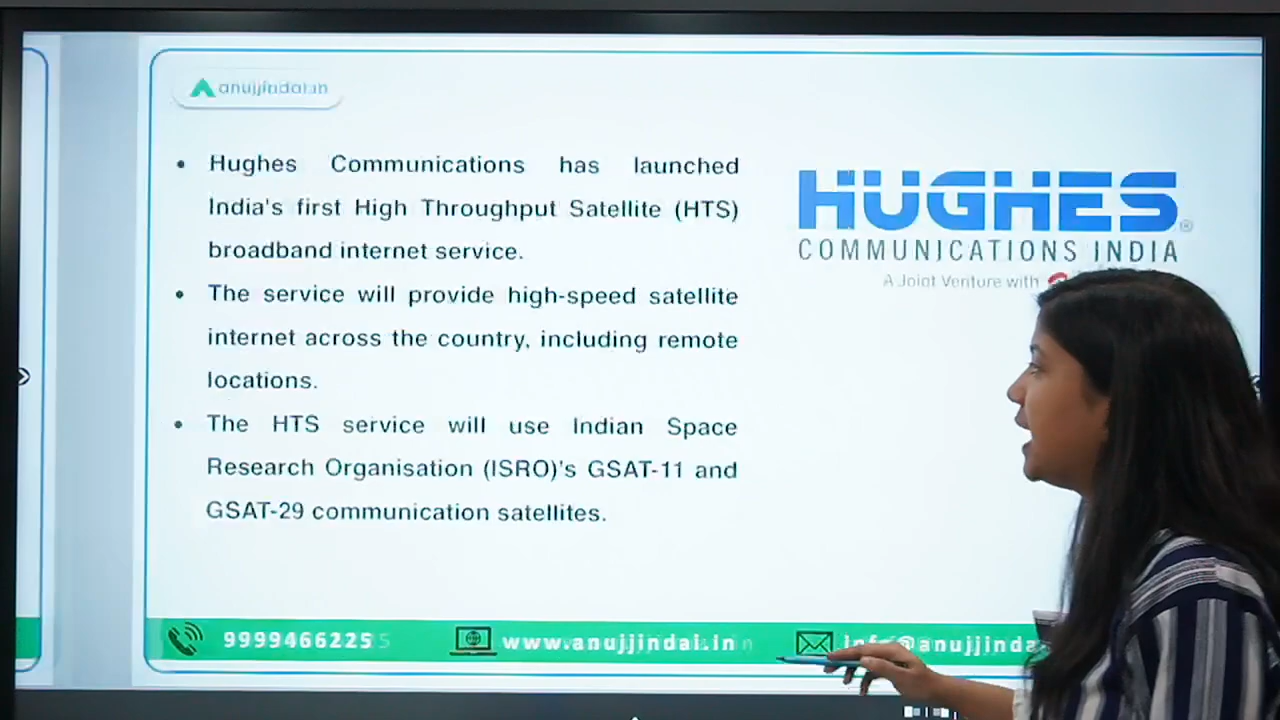 anujjindal.in
Hughes Communications has launched
India's first High Throughput Satellite (HTS)
broadband internet service.
The service will provide high-speed satellite
internet across the country, including remote
locations.
The HTS service will use Indian Space
Research Organisation (ISRO)'s GSAT-11 and
GSAT-29 communication satellites.
HUGHES®
COMMUNICATIONS INDIA
A Joint Venture with
9999466225
www.anujjindal.in
info@anujjinda